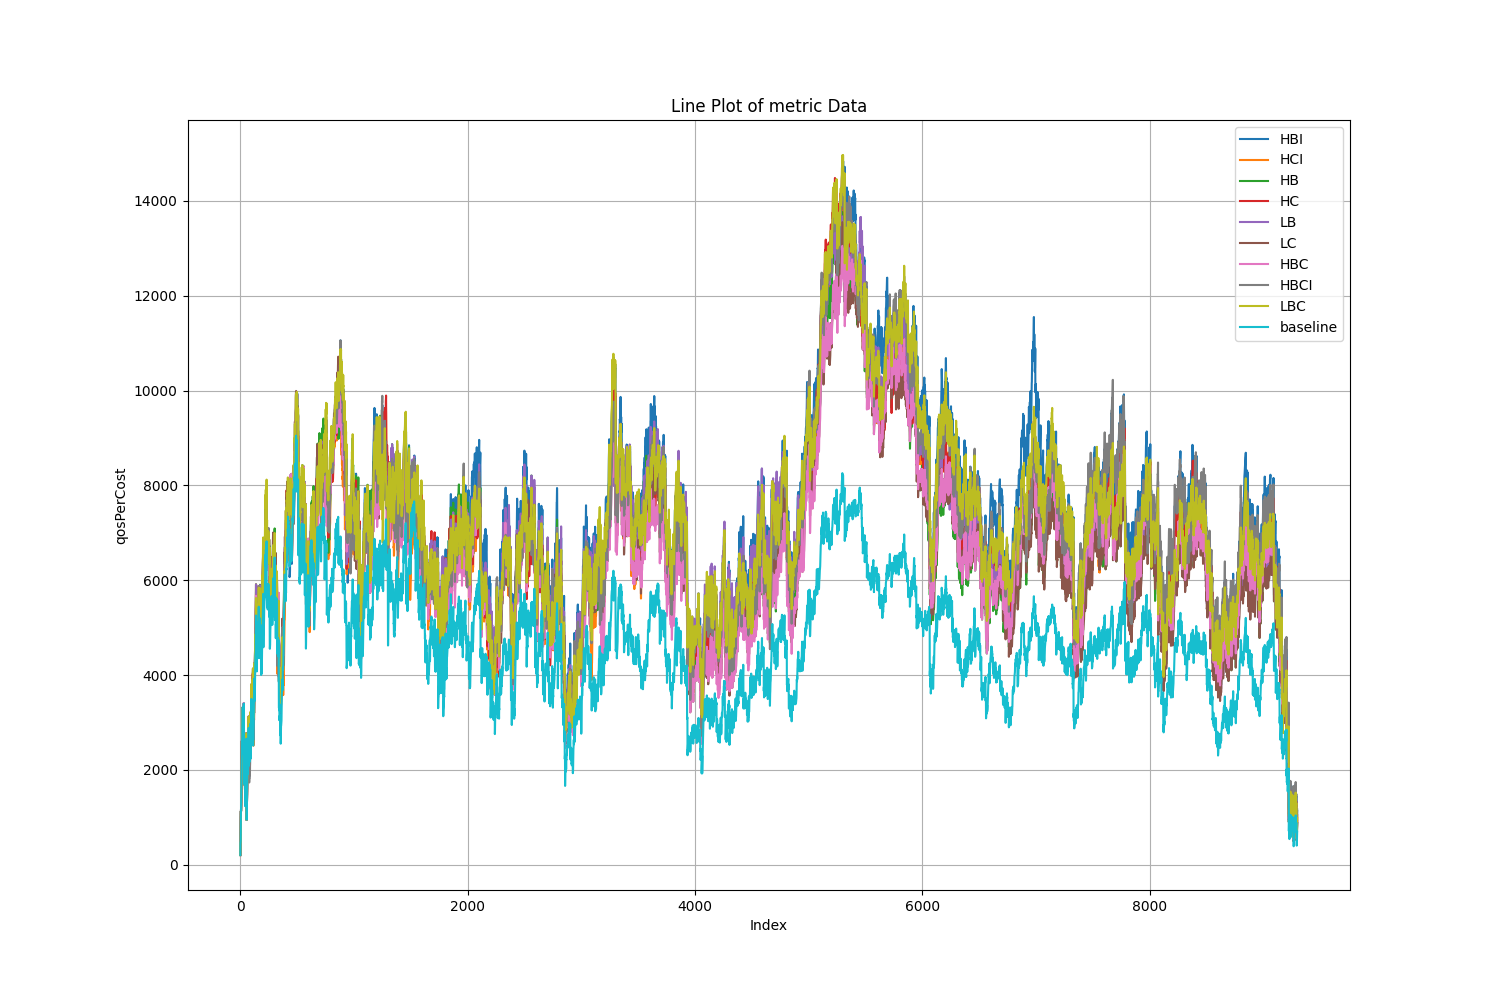 Line Plot of metric Data
qosPerCost
14000
12000
10000
8000
6000
4000
2000
0
0
2000
4000
6000
8000
Index
HBI
HCI
HB
HC
LB
LC
HBC
HBCI
LBC
baseline